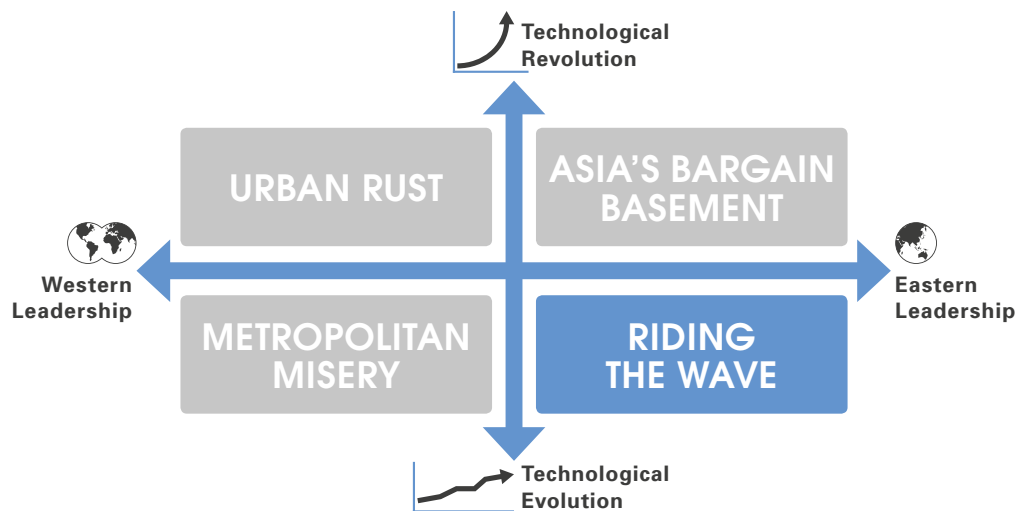 Technological
Revolution
URBAN RUST
ASIA’S BARGAIN
BASEMENT
Western
Leadership
Eastern
Leadership
METROPOLITAN
MISERY
RIDING
THE WAVE
Technological
Evolution